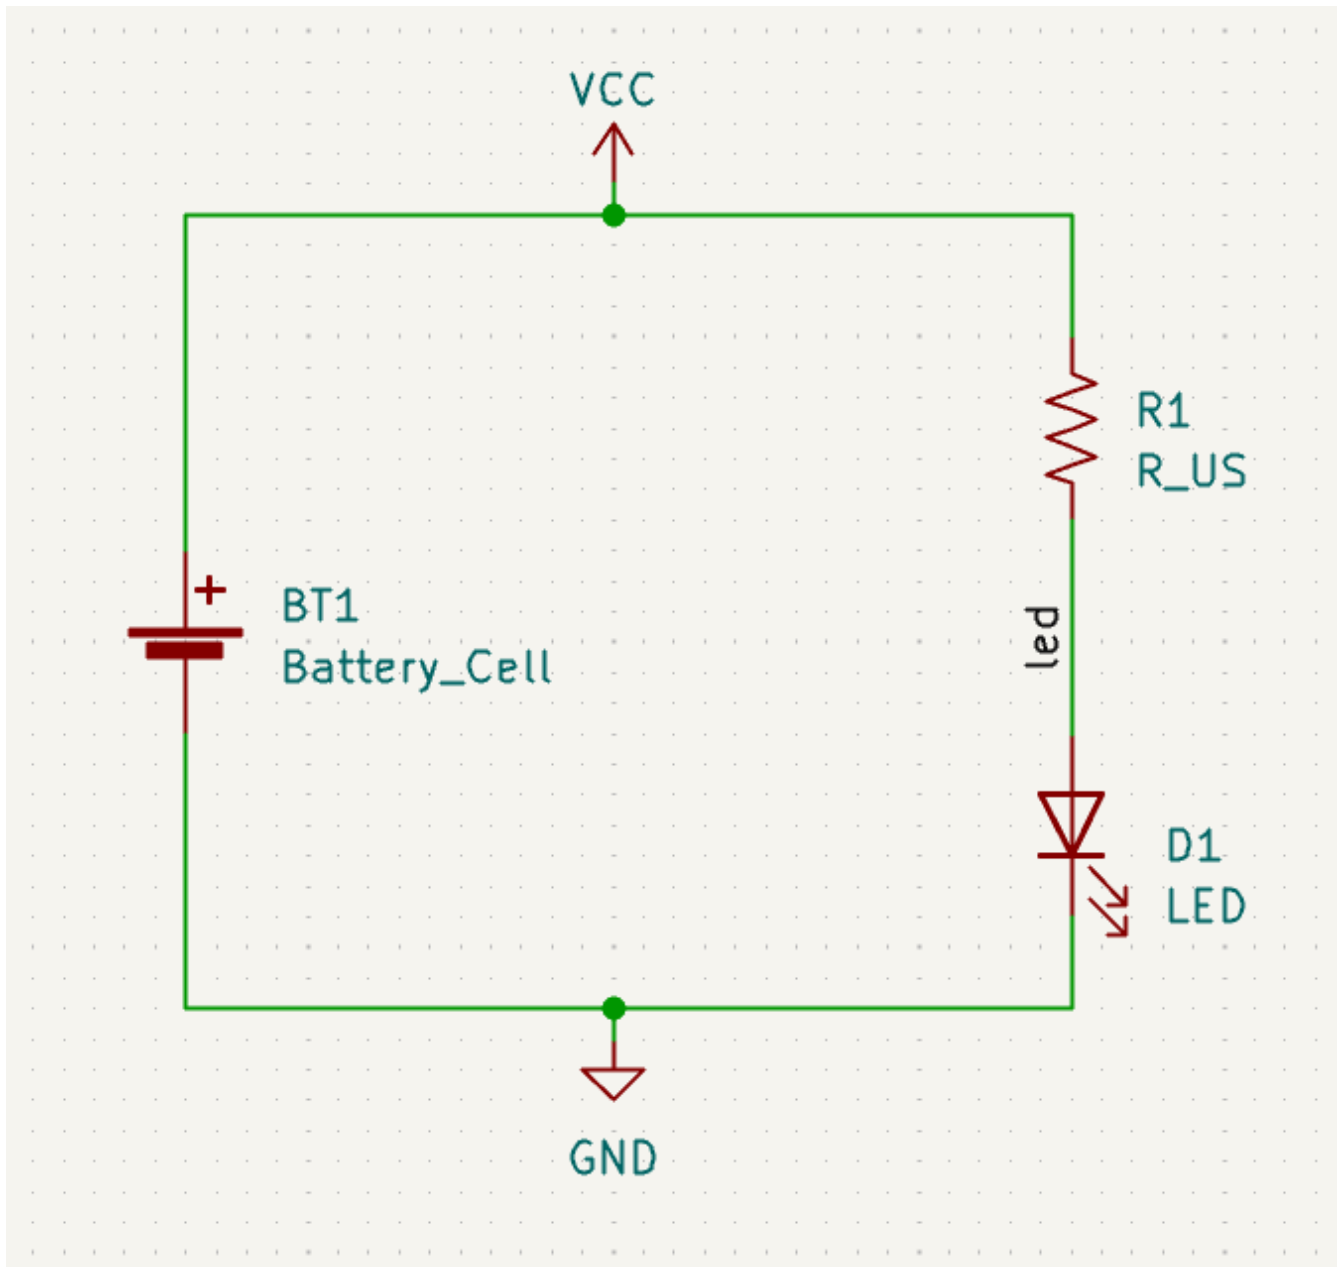 VCC
R1
R_US
BT1
Battery_Cell
+
led
D1
LED
GND